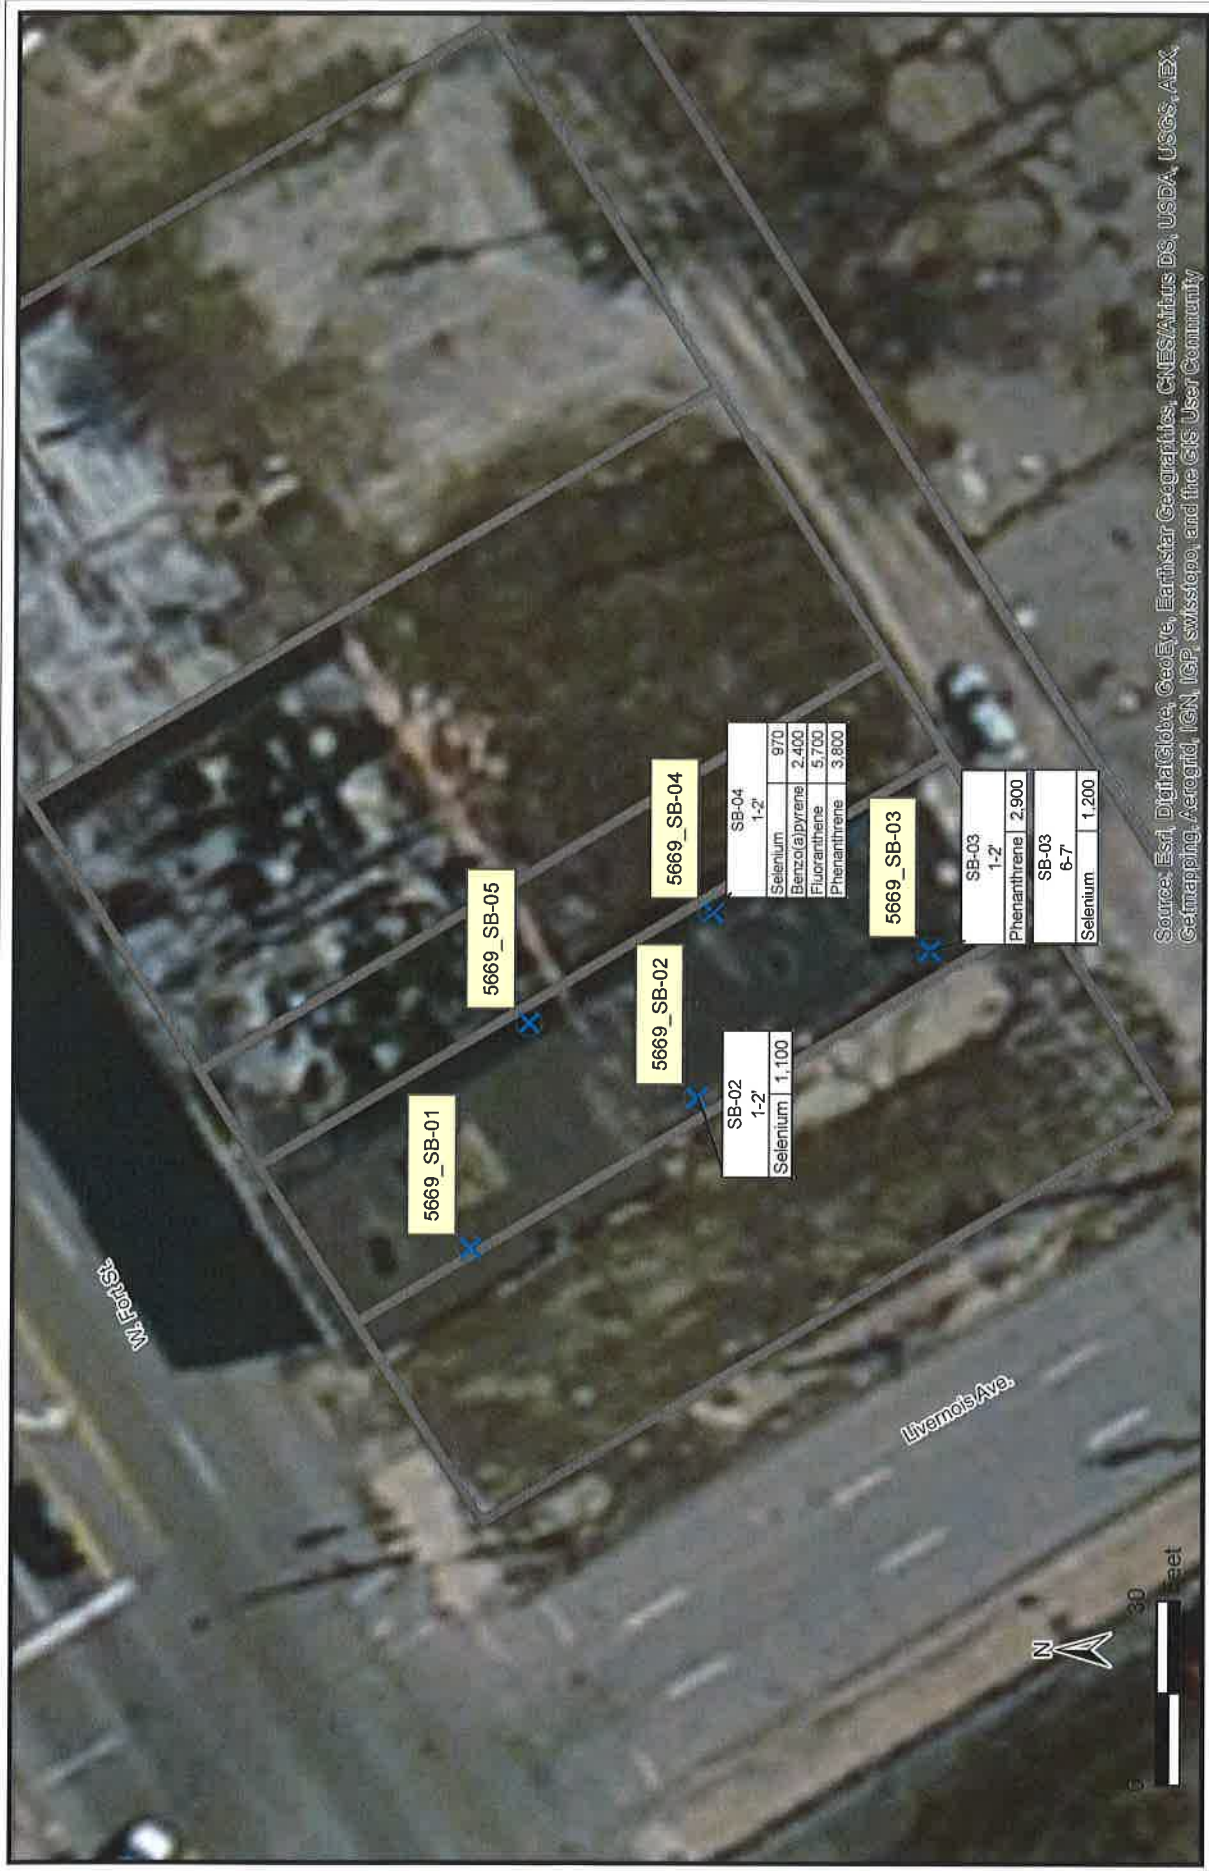 W. Fort St.
5669_SB-01
5669_SB-05
5669_SB-04
5669_SB-02
SB-04
1-2'
Selenium 970
Benzo(a)pyrene 2,400
Fluoranthene 5,700
Phenanthrene 3,800
SB-02
1-2'
Selenium 1,100
5669_SB-03
SB-03
1-2'
Phenanthrene 2,900
SB-03
6-7'
Selenium 1,200
Livernois Ave.
N
0 30
Feet
Source: Esri, DigitalGlobe, GeoEye, Earthstar Geographics, CNES/Airbus DS, USDA, USGS, AEX,
Getmapping, Aerogrid, IGN, IGP, swisstopo, and the GIS User Community